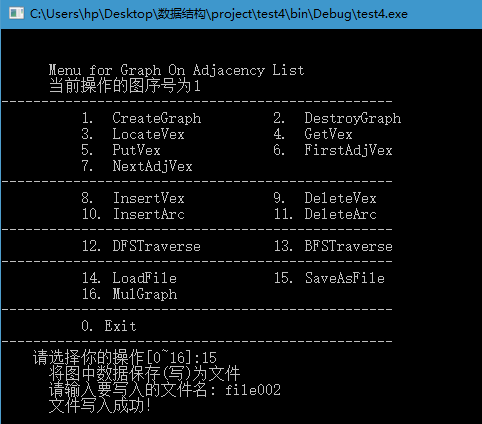 C:\Users\hp\Desktop\数据结构\project\test4\bin\Debug\test4.exe
Menu for Graph On Adjacency List
当前操作的图序号为1
------------------------------------------------
1. CreateGraph 2. DestroyGraph
3. LocateVex 4. GetVex
5. PutVex 6. FirstAdjVex
7. NextAdjVex
------------------------------------------------
8. InsertVex 9. DeleteVex
10. InsertArc 11. DeleteArc
------------------------------------------------
12. DFSTraverse 13. BFSTraverse
------------------------------------------------
14. LoadFile 15. SaveAsFile
16. MulGraph
------------------------------------------------
0. Exit
------------------------------------------------
请选择你的操作[0~16]:15
将图中数据保存(写)为文件
请输入要写入的文件名: file002
文件写入成功!